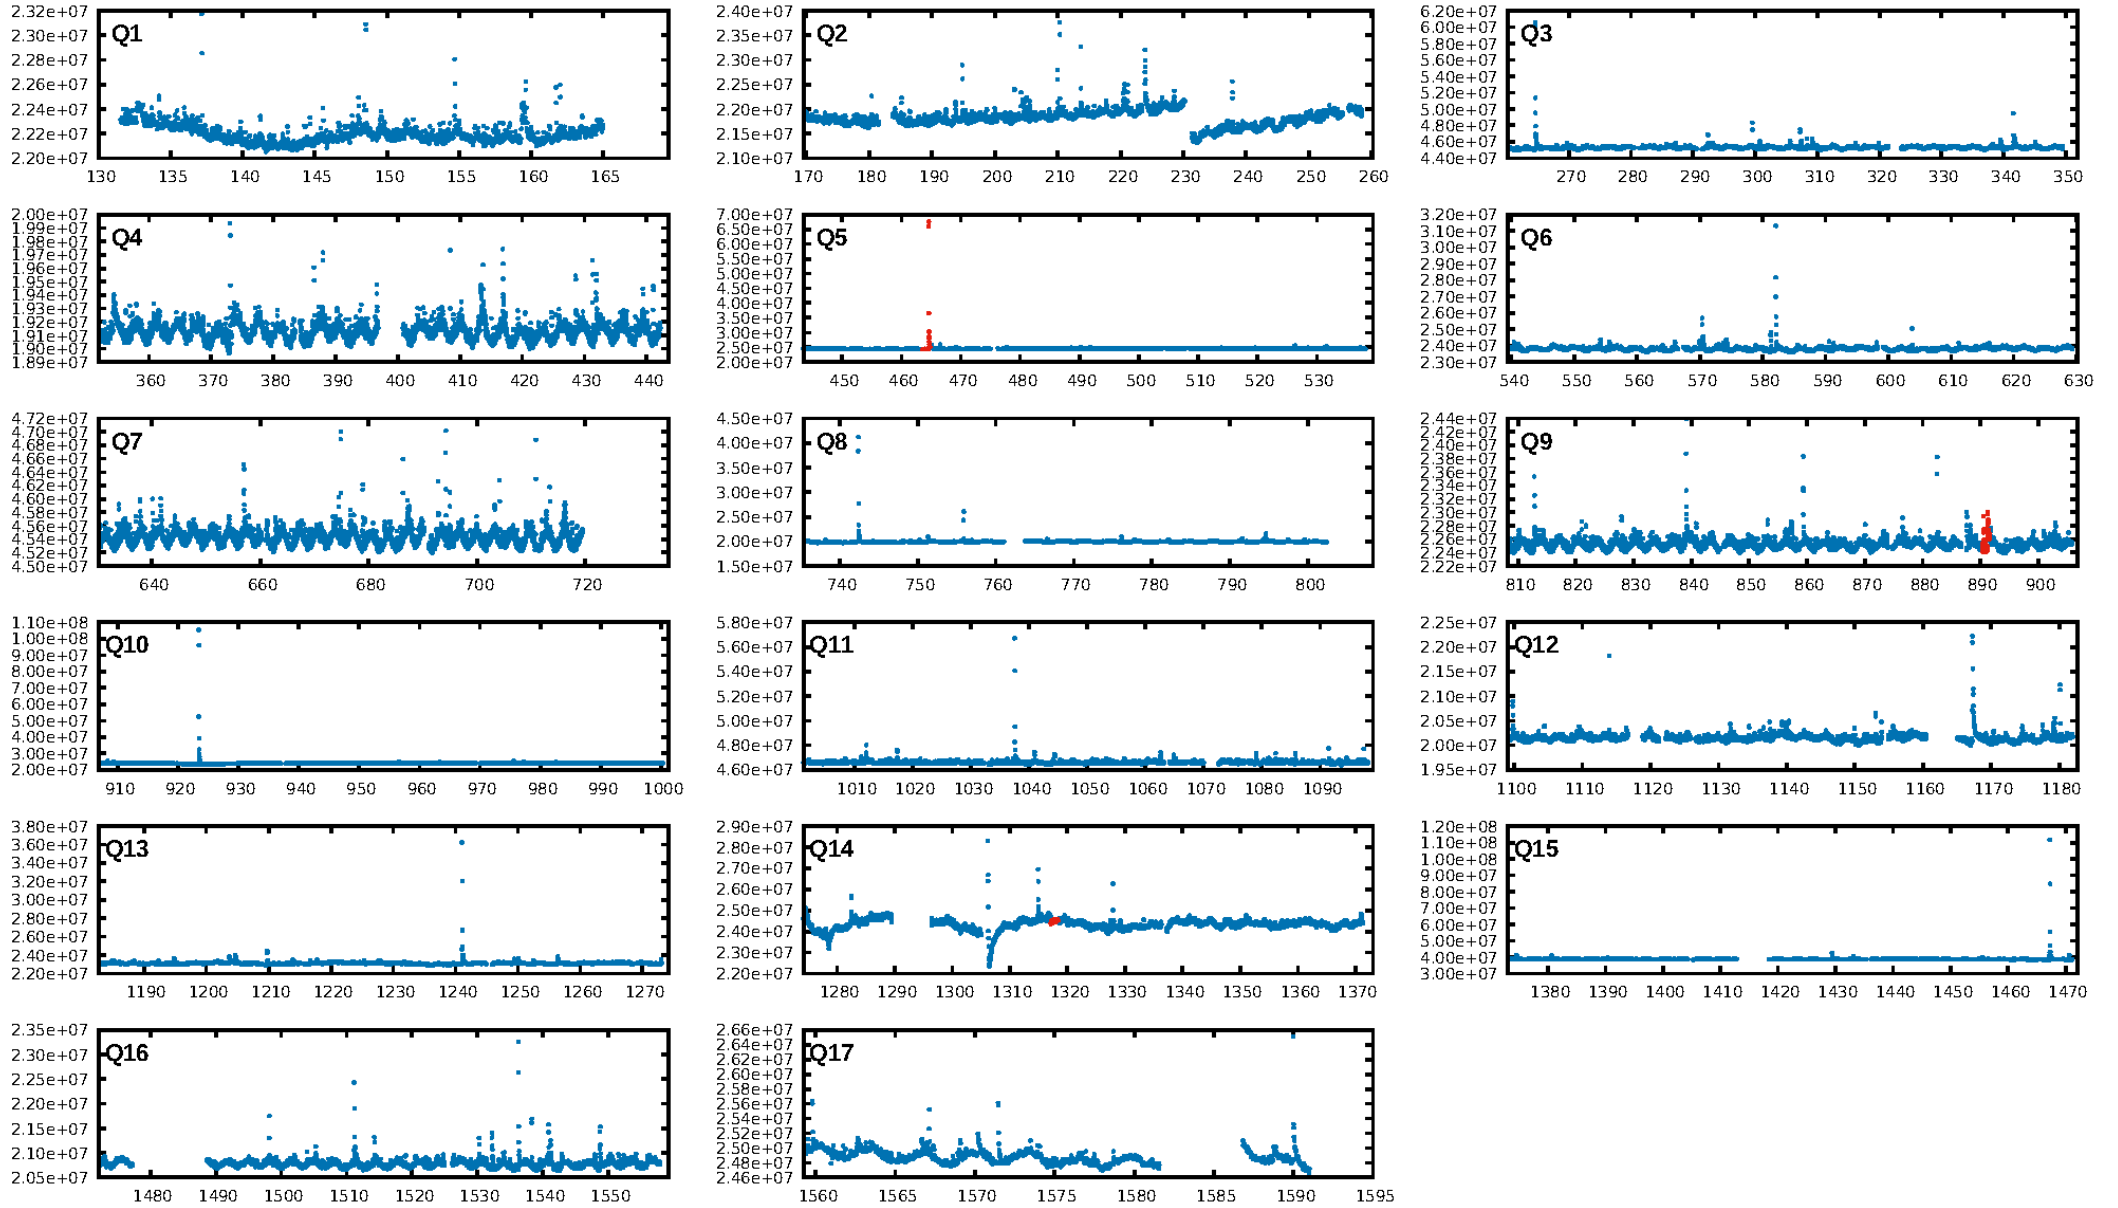 Q1
2.32e+07
2.30e+07
2.28e+07
2.26e+07
2.24e+07
2.22e+07
2.20e+07
130 135 140 145 150 155 160 165
Q2
2.40e+07
2.35e+07
2.30e+07
2.25e+07
2.20e+07
2.15e+07
2.10e+07
170 180 190 200 210 220 230 240 250 260
Q3
6.20e+07
6.00e+07
5.80e+07
5.60e+07
5.40e+07
5.20e+07
5.00e+07
4.80e+07
4.60e+07
4.40e+07
270 280 290 300 310 320 330 340 350
Q4
2.00e+07
1.99e+07
1.98e+07
1.97e+07
1.96e+07
1.95e+07
1.94e+07
1.93e+07
1.92e+07
1.91e+07
1.90e+07
1.89e+07
360 370 380 390 400 410 420 430 440
Q5
7.00e+07
6.50e+07
6.00e+07
5.50e+07
5.00e+07
4.50e+07
4.00e+07
3.50e+07
3.00e+07
2.50e+07
2.00e+07
450 460 470 480 490 500 510 520 530
Q6
3.20e+07
3.10e+07
3.00e+07
2.90e+07
2.80e+07
2.70e+07
2.60e+07
2.50e+07
2.40e+07
2.30e+07
540 550 560 570 580 590 600 610 620 630
Q7
4.72e+07
4.70e+07
4.68e+07
4.66e+07
4.64e+07
4.62e+07
4.60e+07
4.58e+07
4.56e+07
4.54e+07
4.52e+07
4.50e+07
640 660 680 700 720
Q8
4.50e+07
4.00e+07
3.50e+07
3.00e+07
2.50e+07
2.00e+07
1.50e+07
740 760 780 800
Q9
2.44e+07
2.42e+07
2.40e+07
2.38e+07
2.36e+07
2.34e+07
2.32e+07
2.30e+07
2.28e+07
2.26e+07
2.24e+07
2.22e+07
810 820 830 840 850 860 870 880 890 900
Q10
1.10e+08
1.00e+08
9.00e+07
8.00e+07
7.00e+07
6.00e+07
5.00e+07
4.00e+07
3.00e+07
2.00e+07
910 920 930 940 950 960 970 980 990 1000
Q11
5.80e+07
5.60e+07
5.40e+07
5.20e+07
5.00e+07
4.80e+07
4.60e+07
1010 1020 1030 1040 1050 1060 1070 1080 1090
Q12
2.25e+07
2.20e+07
2.15e+07
2.10e+07
2.05e+07
2.00e+07
1.95e+07
1100 1110 1120 1130 1140 1150 1160 1170 1180
Q13
3.80e+07
3.60e+07
3.40e+07
3.20e+07
3.00e+07
2.80e+07
2.60e+07
2.40e+07
2.20e+07
1190 1200 1210 1220 1230 1240 1250 1260 1270
Q14
2.90e+07
2.80e+07
2.70e+07
2.60e+07
2.50e+07
2.40e+07
2.30e+07
2.20e+07
1280 1290 1300 1310 1320 1330 1340 1350 1360 1370
Q15
1.20e+08
1.10e+08
1.00e+08
9.00e+07
8.00e+07
7.00e+07
6.00e+07
5.00e+07
4.00e+07
3.00e+07
1380 1390 1400 1410 1420 1430 1440 1450 1460 1470
Q16
2.35e+07
2.30e+07
2.25e+07
2.20e+07
2.15e+07
2.10e+07
2.05e+07
1480 1490 1500 1510 1520 1530 1540 1550
Q17
2.66e+07
2.64e+07
2.62e+07
2.60e+07
2.58e+07
2.56e+07
2.54e+07
2.52e+07
2.50e+07
2.48e+07
2.46e+07
1560 1565 1570 1575 1580 1585 1590 1595